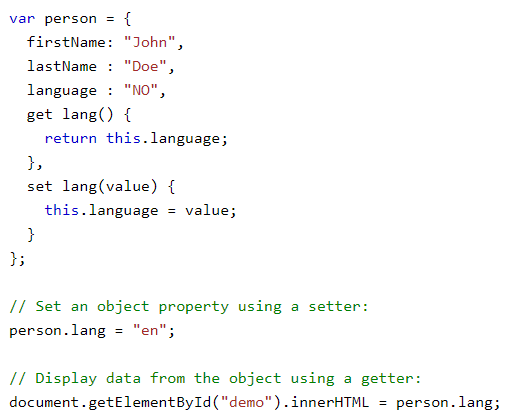 var person = {
  firstName: "John",
  lastName : "Doe",
  language : "NO",
  get lang() {
    return this.language;
  },
  set lang(value) {
    this.language = value;
  }
};

// Set an object property using a setter:
person.lang = "en";

// Display data from the object using a getter:
document.getElementById("demo").innerHTML = person.lang;